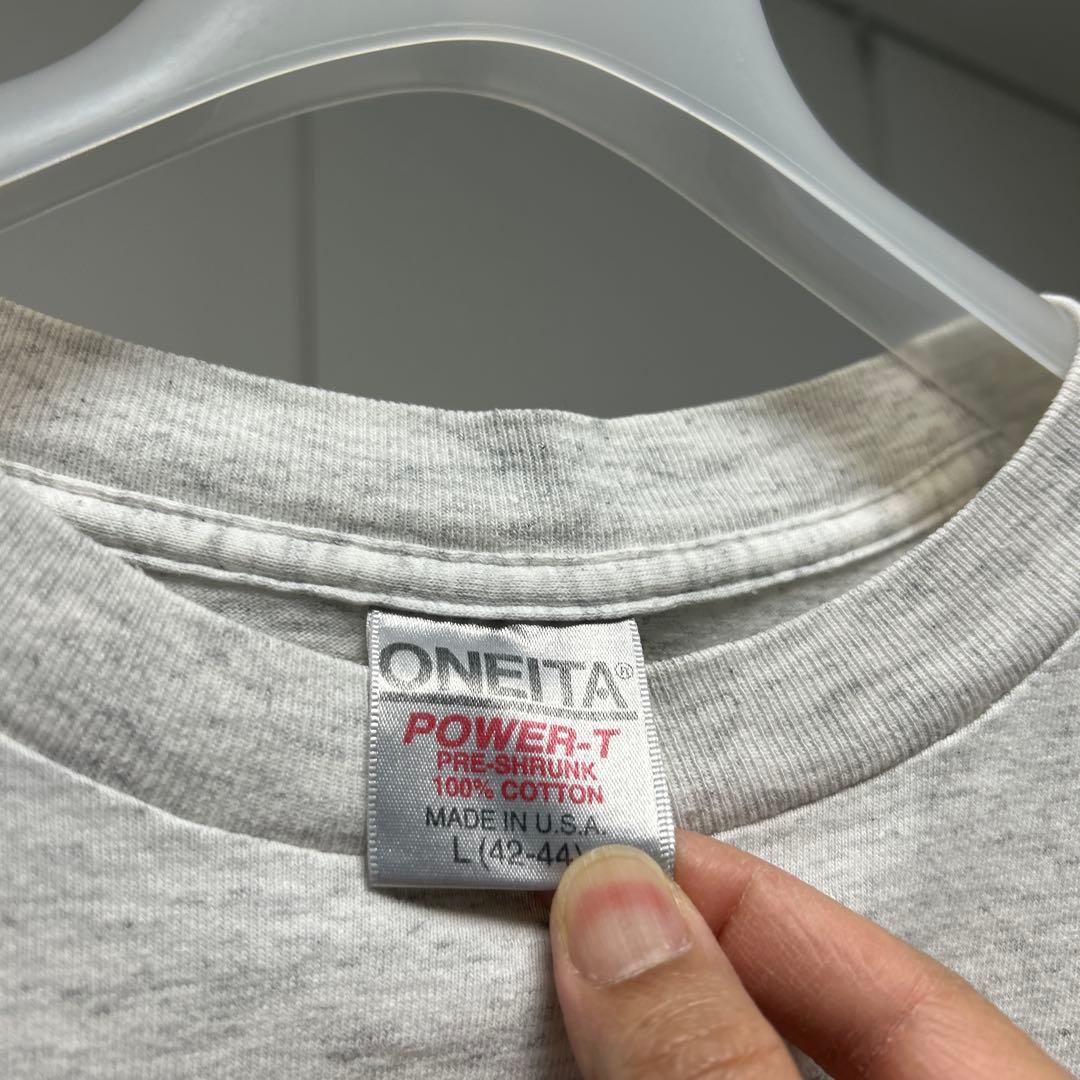 ONEITA®
POWER-T
PRE-SHRUNK
100% COTTON
MADE IN U.S.A.
L (42-44)